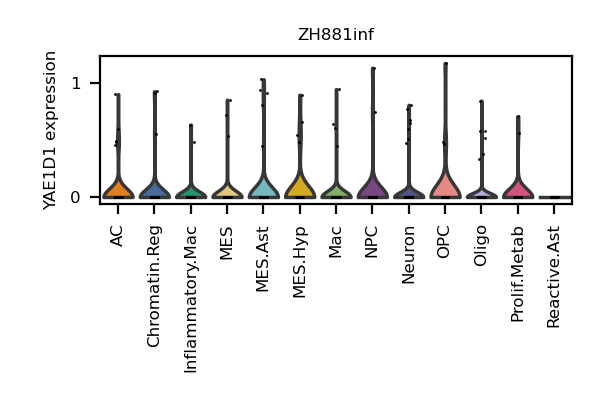 ZH881inf
YAE1D1 expression
1
0
AC
Chromatin.Reg
Inflammatory.Mac
MES
MES.Ast
MES.Hyp
Mac
NPC
Neuron
OPC
Oligo
Prolif.Metab
Reactive.Ast